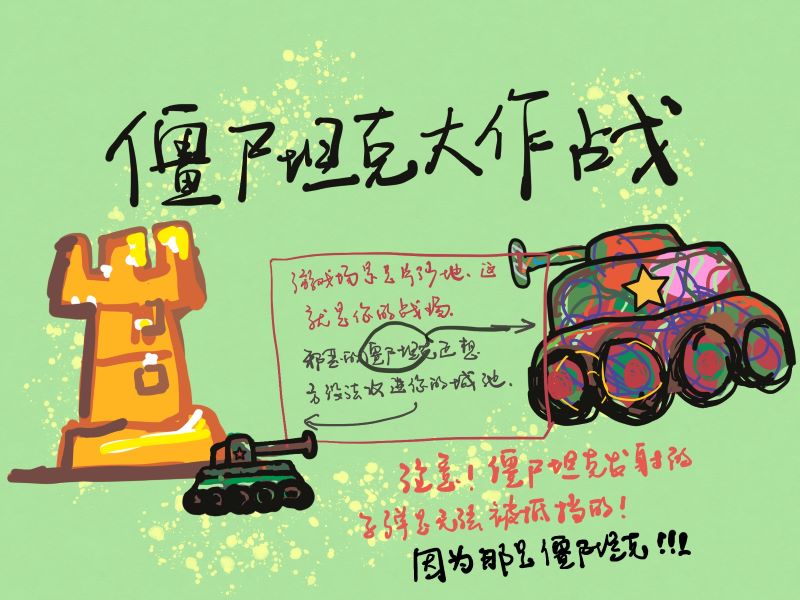 僵尸坦克大作战
游戏场景是片沙地.这
就是你的战场.
邪恶的僵尸坦克正想
方设法攻进你的城池.
注意！僵尸坦克发射的
子弹是无法被抵挡的！
因为那是僵尸坦克!!!